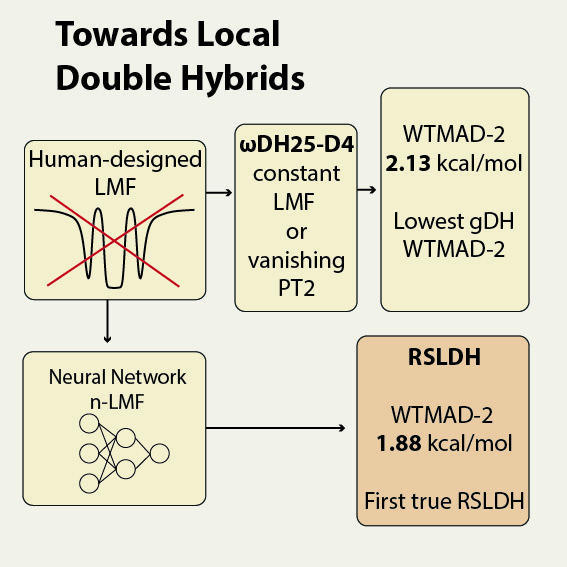 Towards Local
Double Hybrids
Human-designed
LMF
ωDH25-D4
constant
LMF
or
vanishing
PT2
WTMAD-2
2.13 kcal/mol
Lowest gDH
WTMAD-2
Neural Network
n-LMF
RSLDH
WTMAD-2
1.88 kcal/mol
First true RSLDH